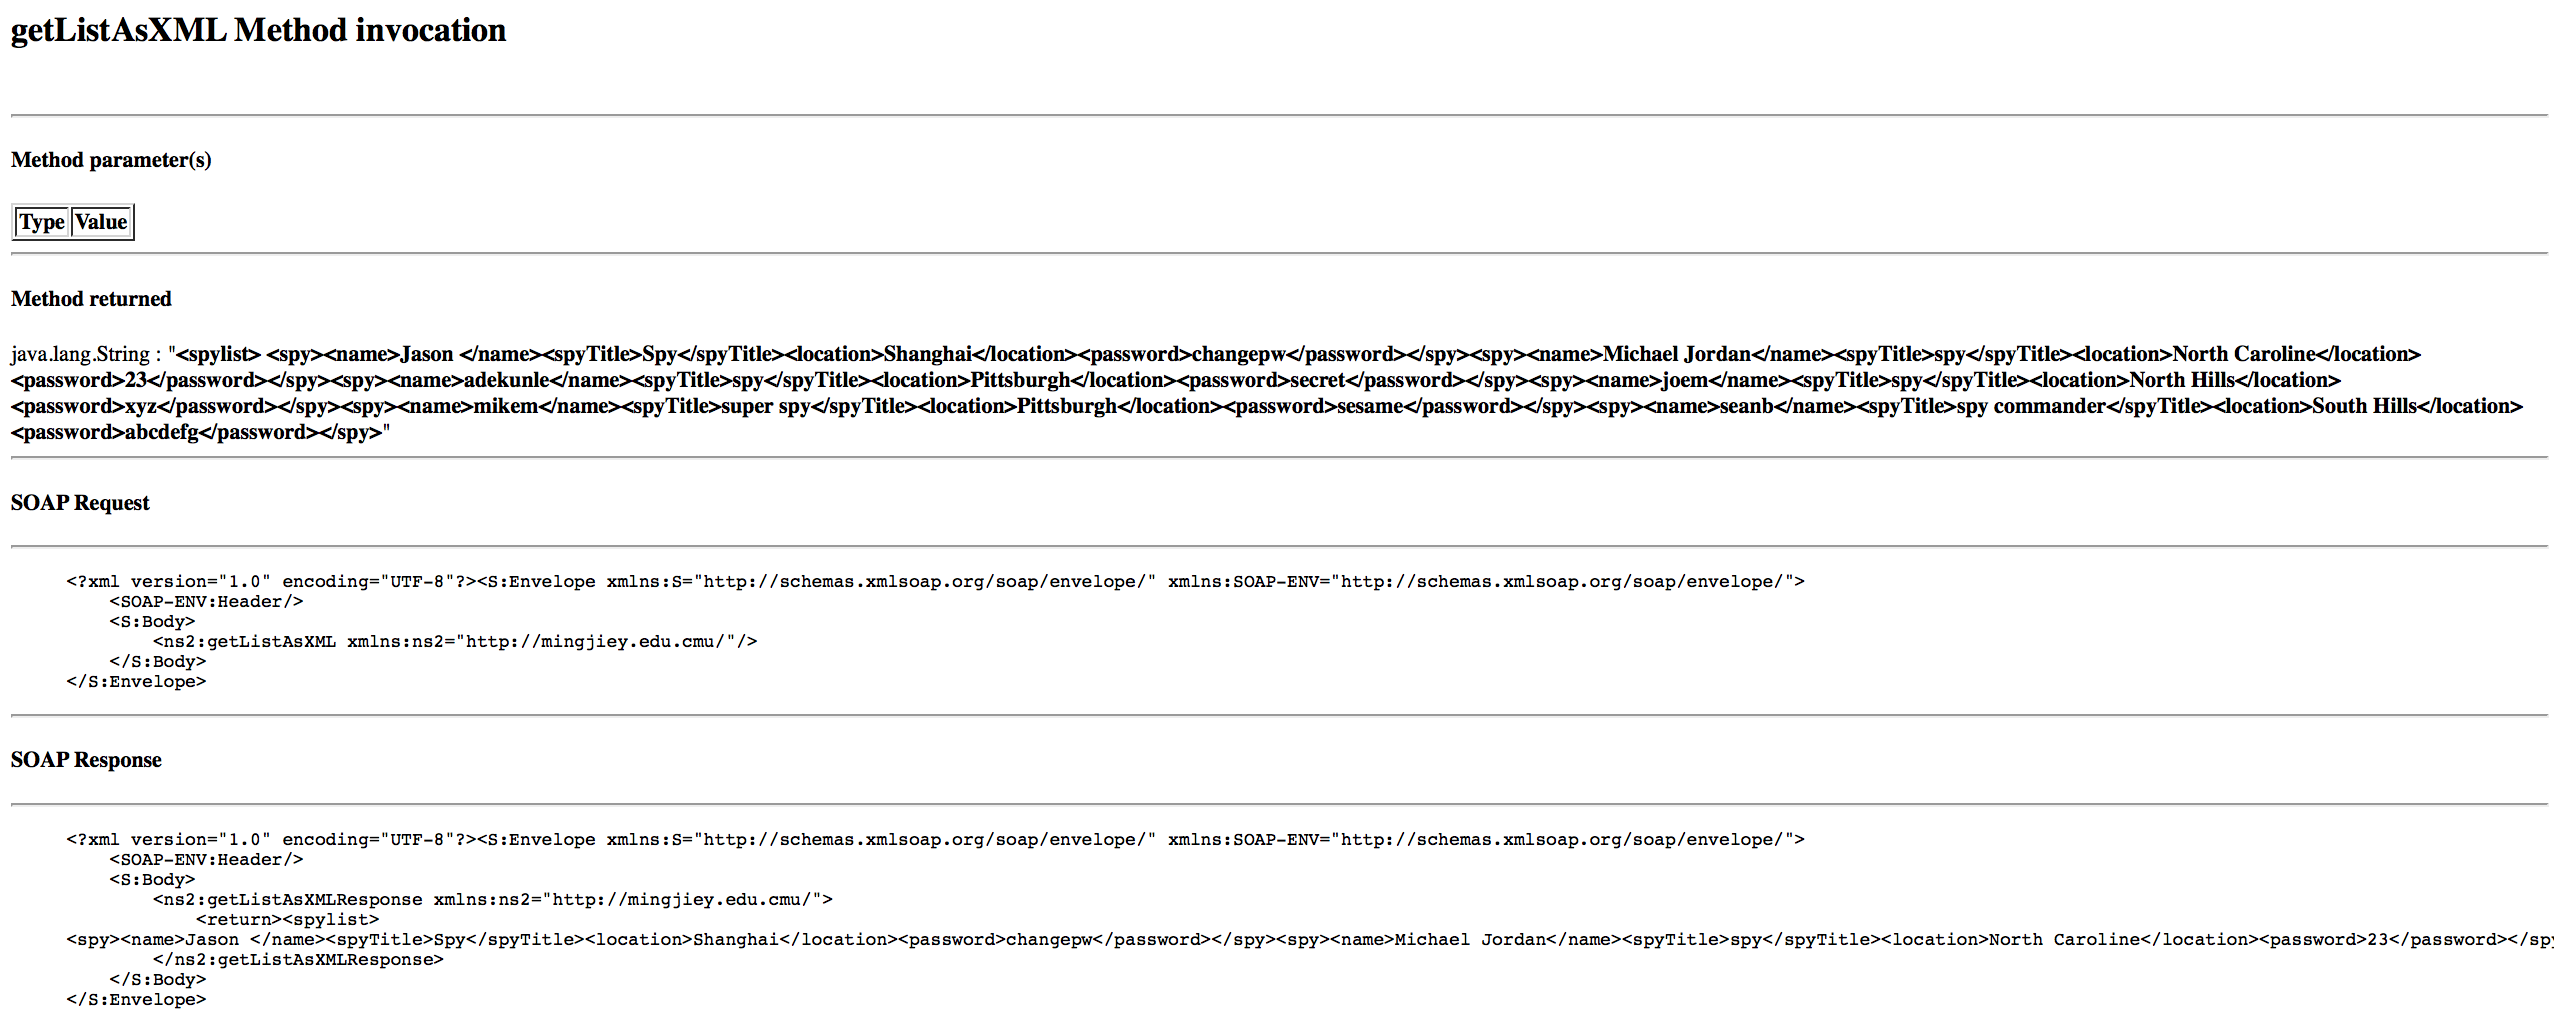 getListAsXML Method invocation
Method parameter(s)
Type Value
Method returned
java.lang.String : "<spylist> <spy><name>Jason </name><spyTitle>Spy</spyTitle><location>Shanghai</location><password>changepw</password></spy><spy><name>Michael Jordan</name><spyTitle>spy</spyTitle><location>North Caroline</location>
<password>23</password></spy><spy><name>adekunle</name><spyTitle>spy</spyTitle><location>Pittsburgh</location><password>secret</password></spy><spy><name>joem</name><spyTitle>spy</spyTitle><location>North Hills</location>
<password>xyz</password></spy><spy><name>mikem</name><spyTitle>super spy</spyTitle><location>Pittsburgh</location><password>sesame</password></spy><spy><name>seanb</name><spyTitle>spy commander</spyTitle><location>South Hills</location>
<password>abcdefg</password></spy>"
SOAP Request
<?xml version="1.0" encoding="UTF-8"?><S:Envelope xmlns:S="http://schemas.xmlsoap.org/soap/envelope/" xmlns:SOAP-ENV="http://schemas.xmlsoap.org/soap/envelope/">
<SOAP-ENV:Header/>
<S:Body>
<ns2:getListAsXML xmlns:ns2="http://mingjiey.edu.cmu/"/>
</S:Body>
</S:Envelope>
SOAP Response
<?xml version="1.0" encoding="UTF-8"?><S:Envelope xmlns:S="http://schemas.xmlsoap.org/soap/envelope/" xmlns:SOAP-ENV="http://schemas.xmlsoap.org/soap/envelope/">
<SOAP-ENV:Header/>
<S:Body>
<ns2:getListAsXMLResponse xmlns:ns2="http://mingjiey.edu.cmu/">
<return><spylist>
<spy><name>Jason </name><spyTitle>Spy</spyTitle><location>Shanghai</location><password>changepw</password></spy><spy><name>Michael Jordan</name><spyTitle>spy</spyTitle><location>North Caroline</location><password>23</password></spy
</ns2:getListAsXMLResponse>
</S:Body>
</S:Envelope>